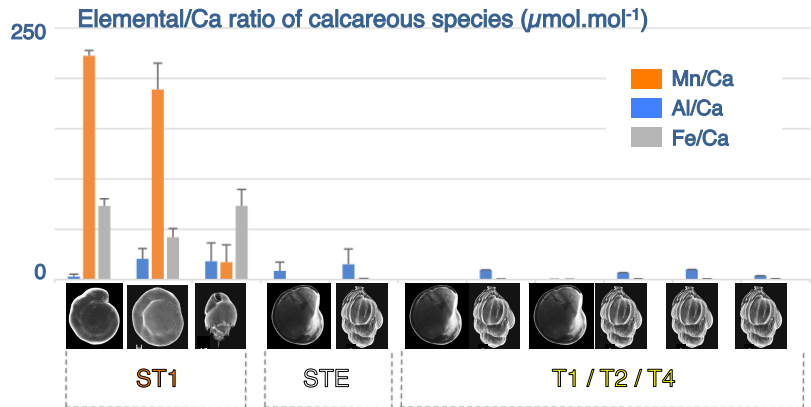 Elemental/Ca ratio of calcareous species (µmol.mol-1)
250
Mn/Ca
Al/Ca
Fe/Ca
0
ST1
STE
T1 / T2 / T4